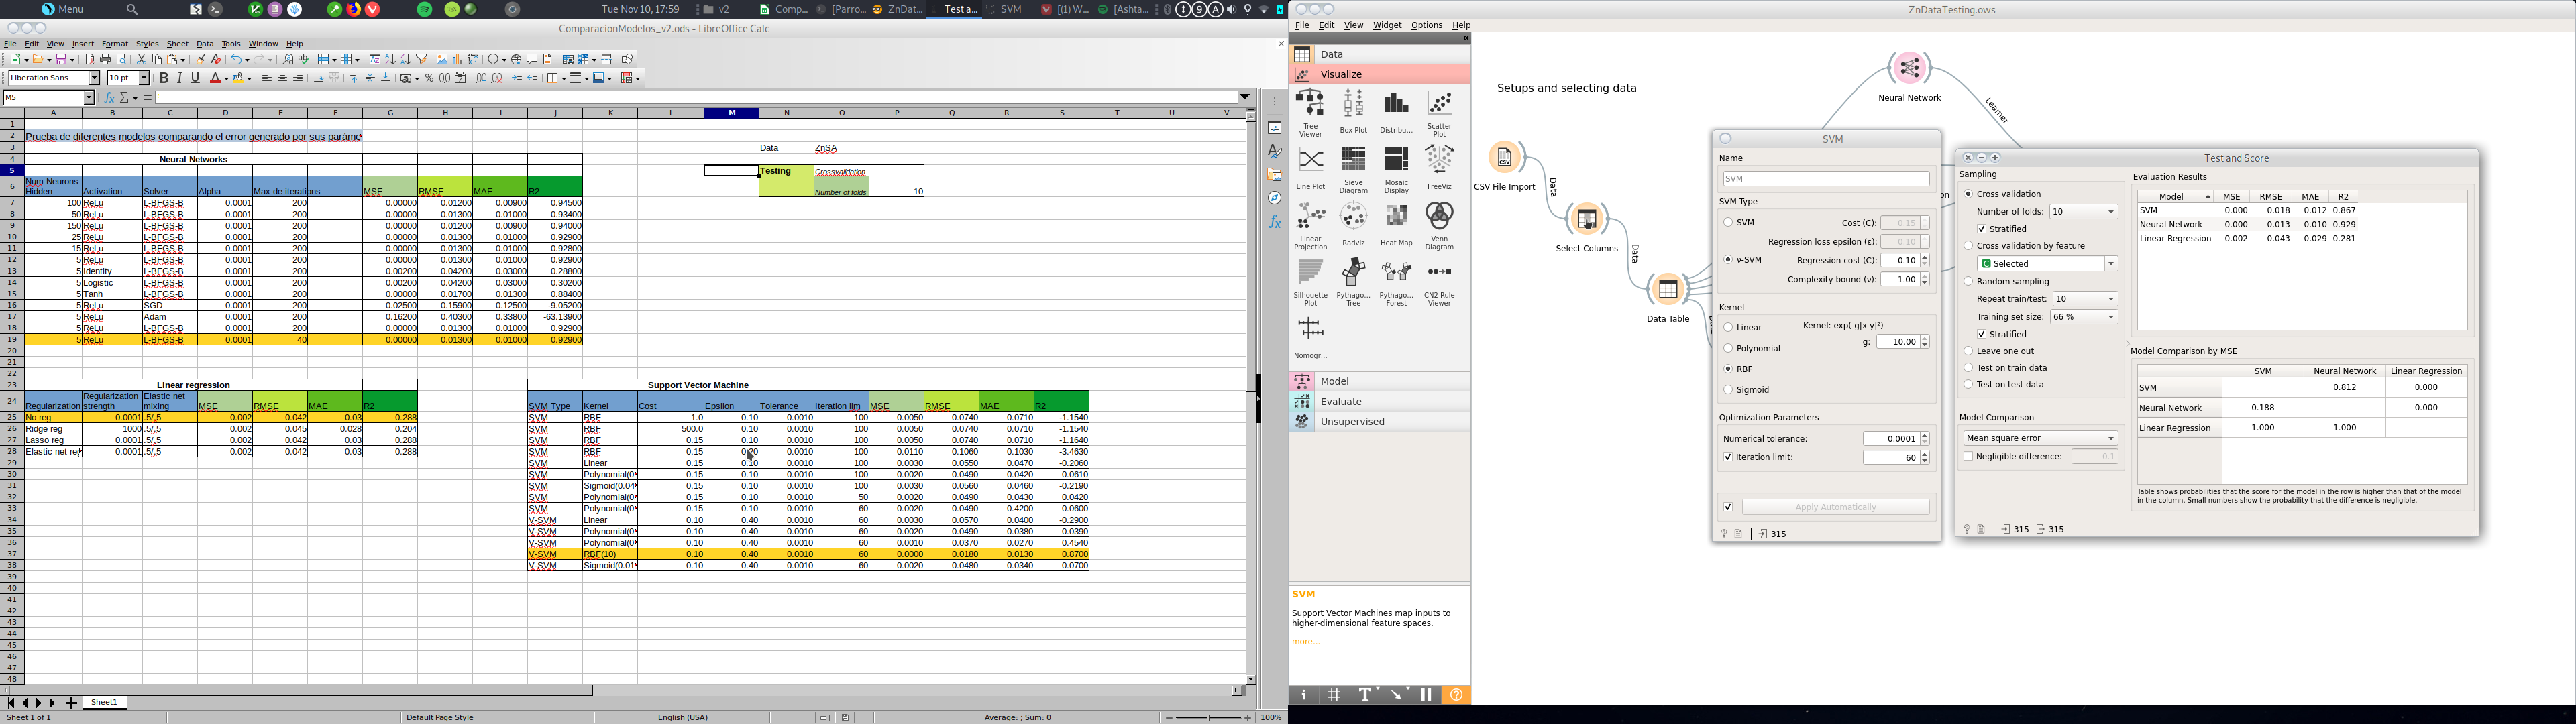 Menu Tue Nov 10, 17:59 v2 Comp... [Parro... ZnDat... Test a... SVM [(1) W... [Ashta...
ComparacionModelos_v2.ods - LibreOffice Calc
File Edit View Insert Format Styles Sheet Data Tools Window Help
Liberation Sans 10 pt
M5
A B C D E F G H I J K L M N O P Q R S T U V
Prueba de diferentes modelos comparando el error generado por sus paráme
Data ZnSA
Neural Networks
Testing Crossvalidation
Number of folds 10
Num Neurons Hidden Activation Solver Alpha Max de iterations MSE RMSE MAE R2
100 ReLu L-BFGS-B 0.0001 200 0.00000 0.01200 0.00900 0.94500
50 ReLu L-BFGS-B 0.0001 200 0.00000 0.01300 0.01000 0.93400
150 ReLu L-BFGS-B 0.0001 200 0.00000 0.01200 0.00900 0.94000
25 ReLu L-BFGS-B 0.0001 200 0.00000 0.01300 0.01000 0.92900
15 ReLu L-BFGS-B 0.0001 200 0.00000 0.01300 0.01000 0.92800
5 ReLu L-BFGS-B 0.0001 200 0.00000 0.01300 0.01000 0.92900
5 Identity L-BFGS-B 0.0001 200 0.00200 0.04200 0.03000 0.28800
5 Logistic L-BFGS-B 0.0001 200 0.00200 0.04200 0.03000 0.30200
5 Tanh L-BFGS-B 0.0001 200 0.00000 0.01700 0.01300 0.88400
5 ReLu SGD 0.0001 200 0.02500 0.15900 0.12500 -9.05200
5 ReLu Adam 0.0001 200 0.16200 0.40300 0.33800 -63.13900
5 ReLu L-BFGS-B 0.0001 200 0.00000 0.01300 0.01000 0.92900
5 ReLu L-BFGS-B 0.0001 40 0.00000 0.01300 0.01000 0.92900
Linear regression
Regularization Regularization strength Elastic net mixing MSE RMSE MAE R2
No reg 0.0001 .5/,5 0.002 0.042 0.03 0.288
Ridge reg 1000 .5/,5 0.002 0.045 0.028 0.204
Lasso reg 0.0001 .5/,5 0.002 0.042 0.03 0.288
Elastic net re 0.0001 .5/,5 0.002 0.042 0.03 0.288
Support Vector Machine
SVM Type Kernel Cost Epsilon Tolerance Iteration lim MSE RMSE MAE R2
SVM RBF 1.0 0.10 0.0010 100 0.0050 0.0740 0.0710 -1.1540
SVM RBF 500.0 0.10 0.0010 100 0.0050 0.0740 0.0710 -1.1540
SVM RBF 0.15 0.10 0.0010 100 0.0050 0.0740 0.0710 -1.1640
SVM RBF 0.15 0.0010 100 0.0110 0.1060 0.1030 -3.4630
SVM Linear 0.15 0.10 0.0010 100 0.0030 0.0550 0.0470 -0.2060
SVM Polynomial(0 0.15 0.10 0.0010 100 0.0020 0.0490 0.0430 0.0610
SVM Sigmoid(0.04 0.15 0.10 0.0010 100 0.0030 0.0560 0.0460 -0.2190
SVM Polynomial(0 0.15 0.10 0.0010 50 0.0020 0.0490 0.0430 0.0420
SVM Polynomial(0 0.15 0.10 0.0010 60 0.0020 0.0490 0.4200 0.0600
V-SVM Linear 0.10 0.40 0.0010 60 0.0030 0.0570 0.0400 -0.2900
V-SVM Polynomial(0 0.10 0.40 0.0010 60 0.0020 0.0490 0.0380 0.0390
V-SVM Polynomial(0 0.10 0.40 0.0010 60 0.0010 0.0370 0.0270 0.4540
V-SVM RBF(10) 0.10 0.40 0.0010 60 0.0000 0.0180 0.0130 0.8700
V-SVM Sigmoid(0.01 0.10 0.40 0.0010 60 0.0020 0.0480 0.0340 0.0700
Sheet1
Sheet 1 of 1 Default Page Style English (USA) Average: ; Sum: 0 100%
ZnDataTesting.ows
File Edit View Widget Options Help
Data
Visualize
Tree Viewer Box Plot Distribu... Scatter Plot
Line Plot Sieve Diagram Mosaic Display FreeViz
Linear Projection Radviz Heat Map Venn Diagram
Silhouette Plot Pythago... Tree Pythago... Forest CN2 Rule Viewer
Nomogr...
Model
Evaluate
Unsupervised
SVM
Support Vector Machines map inputs to
higher-dimensional feature spaces.
more...
Setups and selecting data
CSV File Import
Data
Select Columns
Data
Data Table
Neural Network
Learner
SVM
Name
SVM
SVM Type
SVM Cost (C): 0.15
Regression loss epsilon (ε): 0.10
ν-SVM Regression cost (C): 0.10
Complexity bound (ν): 1.00
Kernel
Linear Kernel: exp(-g|x-y|²)
g: 10.00
Polynomial
RBF
Sigmoid
Optimization Parameters
Numerical tolerance: 0.0001
Iteration limit: 60
Apply Automatically
315
Test and Score
Sampling
Cross validation
Number of folds: 10
Stratified
Cross validation by feature
C Selected
Random sampling
Repeat train/test: 10
Training set size: 66 %
Stratified
Leave one out
Test on train data
Test on test data
Model Comparison
Mean square error
Negligible difference: 0.1
315 315
Evaluation Results
Model MSE RMSE MAE R2
SVM 0.000 0.018 0.012 0.867
Neural Network 0.000 0.013 0.010 0.929
Linear Regression 0.002 0.043 0.029 0.281
Model Comparison by MSE
SVM Neural Network Linear Regression
SVM 0.812 0.000
Neural Network 0.188 0.000
Linear Regression 1.000 1.000
Table shows probabilities that the score for the model in the row is higher than that of the model
in the column. Small numbers show the probability that the difference is negligible.